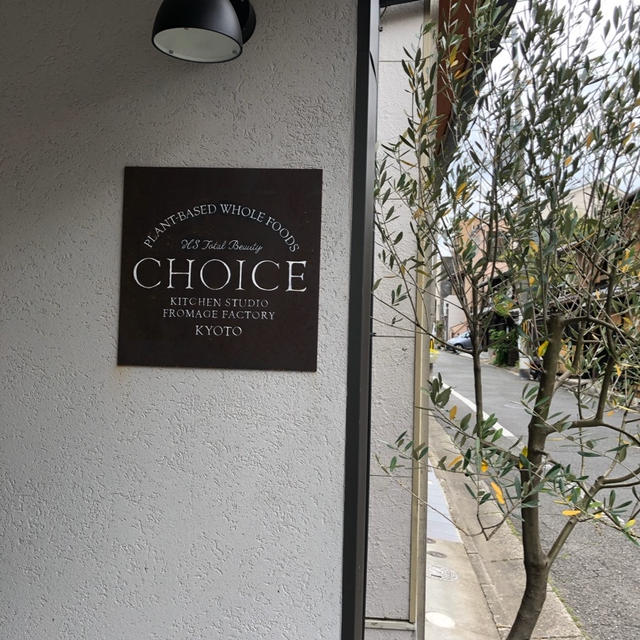 PLANT-BASED WHOLE FOODS
HS Total Beauty
CHOICE
KITCHEN STUDIO
FROMAGE FACTORY
KYOTO